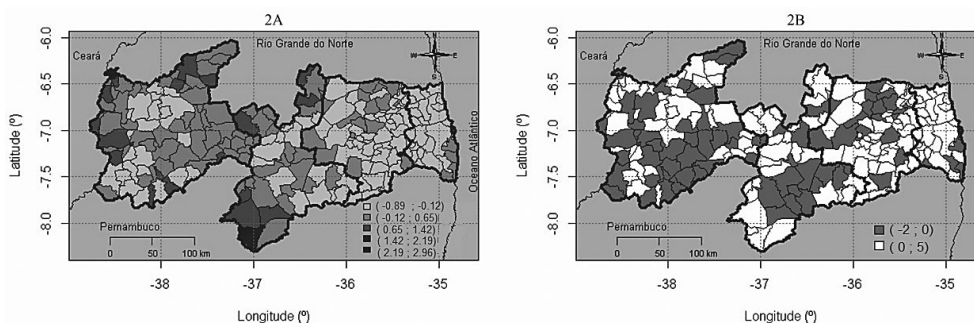 2A
Ceará
Rio Grande do Norte
N
W
E
S
Oceano Atlântico
Pernambuco
0 50 100 km
( -0.89 ; -0.12)
( -0.12 ; 0.65)
( 0.65 ; 1.42)
( 1.42 ; 2.19)
( 2.19 ; 2.96)
Latitude (º)
-6.0
-6.5
-7.0
-7.5
-8.0
-38 -37 -36 -35
Longitude (º)
2B
Ceará
Rio Grande do Norte
N
W
E
S
Oceano Atlântico
Pernambuco
0 50 100 km
( -2 ; 0)
( 0 ; 5)
Latitude (º)
-6.0
-6.5
-7.0
-7.5
-8.0
-38 -37 -36 -35
Longitude (º)